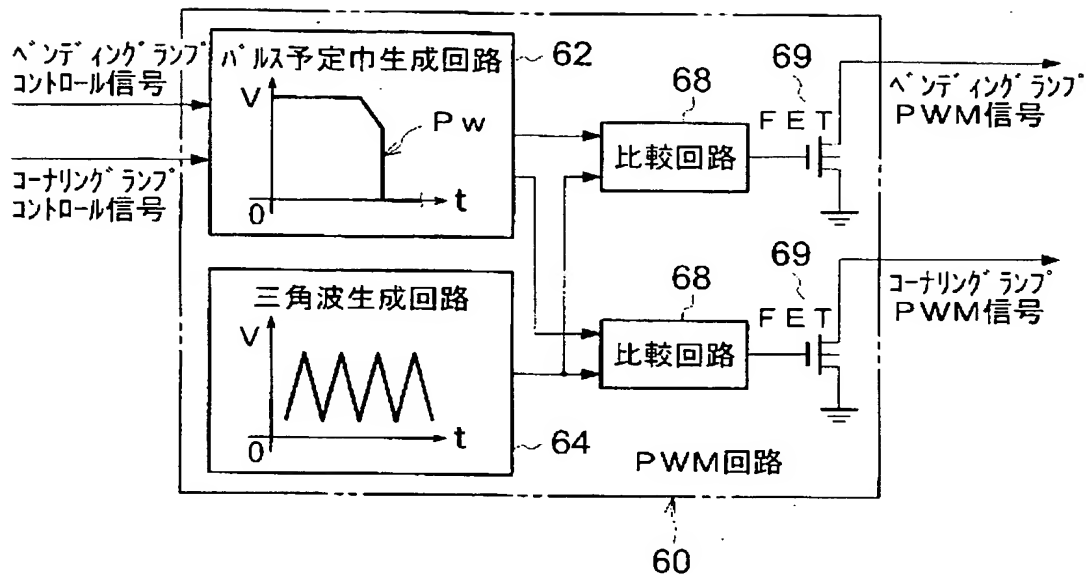 ベンディングランプ
コントロール信号
コーナリングランプ
コントロール信号
パルス予定巾生成回路
62
V
Pw
0
t
三角波生成回路
V
0
t
64
68
比較回路
68
比較回路
69
FET
69
FET
ベンディングランプ
PWM信号
コーナリングランプ
PWM信号
PWM回路
60